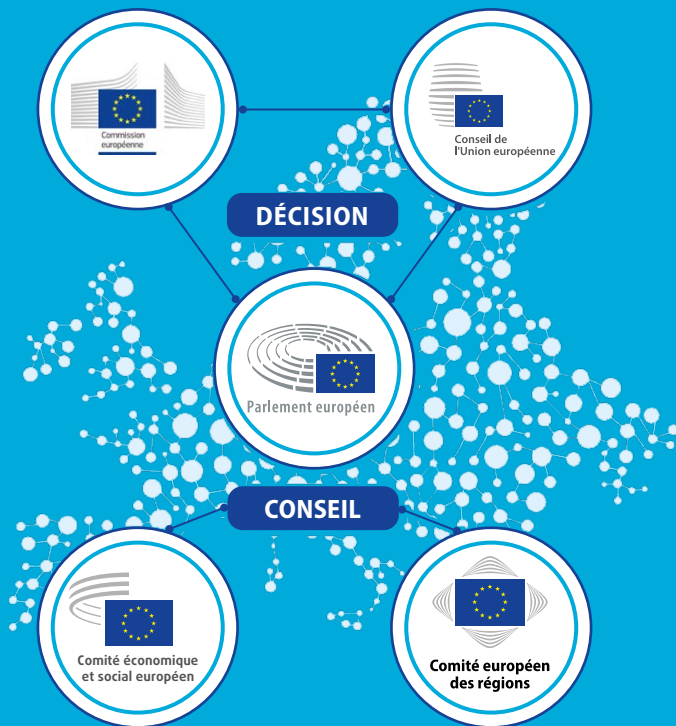 Commission
européenne
Conseil de
l'Union européenne
DÉCISION
Parlement européen
CONSEIL
Comité économique
et social européen
Comité européen
des régions